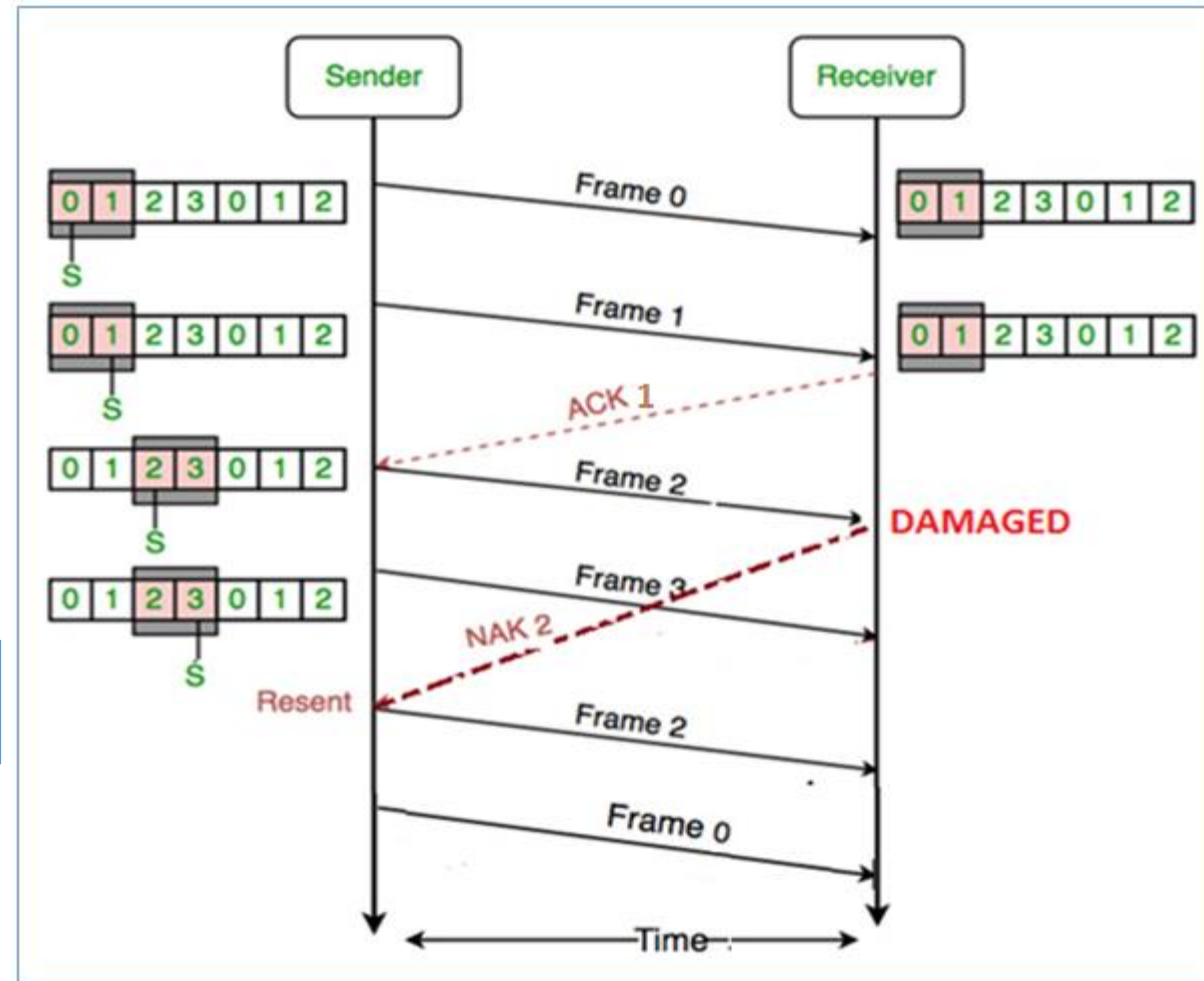 Sender
Receiver
0 1 2 3 0 1 2
S
Frame 0
0 1 2 3 0 1 2
0 1 2 3 0 1 2
S
Frame 1
0 1 2 3 0 1 2
ACK 1
0 1 2 3 0 1 2
S
Frame 2
DAMAGED
0 1 2 3 0 1 2
S
Frame 3
NAK 2
Resent
Frame 2
Frame 0
Time